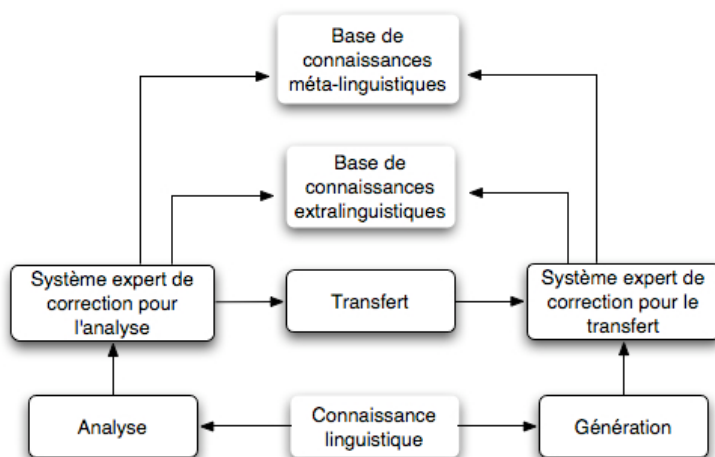 Base de
connaissances
méta-linguistiques
Base de
connaissances
extralinguistiques
Système expert de
correction pour
l'analyse
Transfert
Système expert de
correction pour le
transfert
Analyse
Connaissance
linguistique
Génération